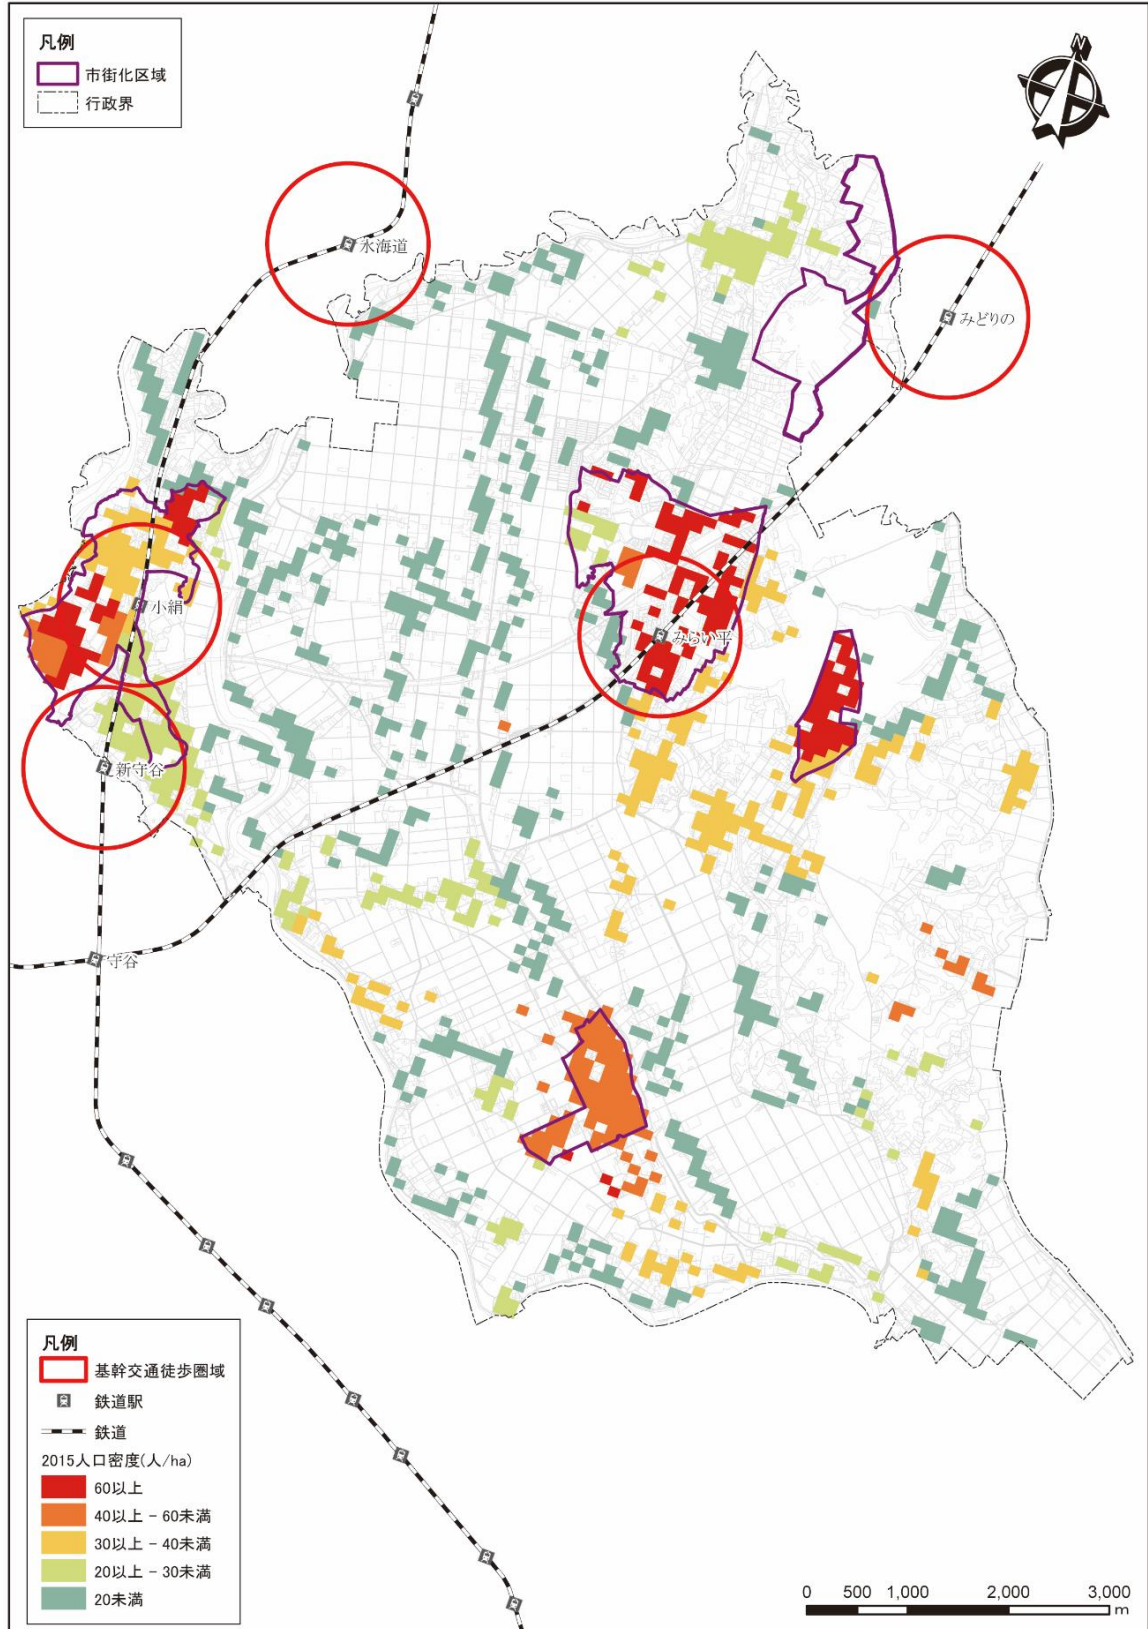 凡例
市街化区域
行政界
N
水海道
みどりの
小絹
みらい平
新守谷
守谷
凡例
基幹交通徒歩圏域
鉄道駅
鉄道
2015人口密度(人/ha)
60以上
40以上 - 60未満
30以上 - 40未満
20以上 - 30未満
20未満
0 500 1,000 2,000 3,000
m